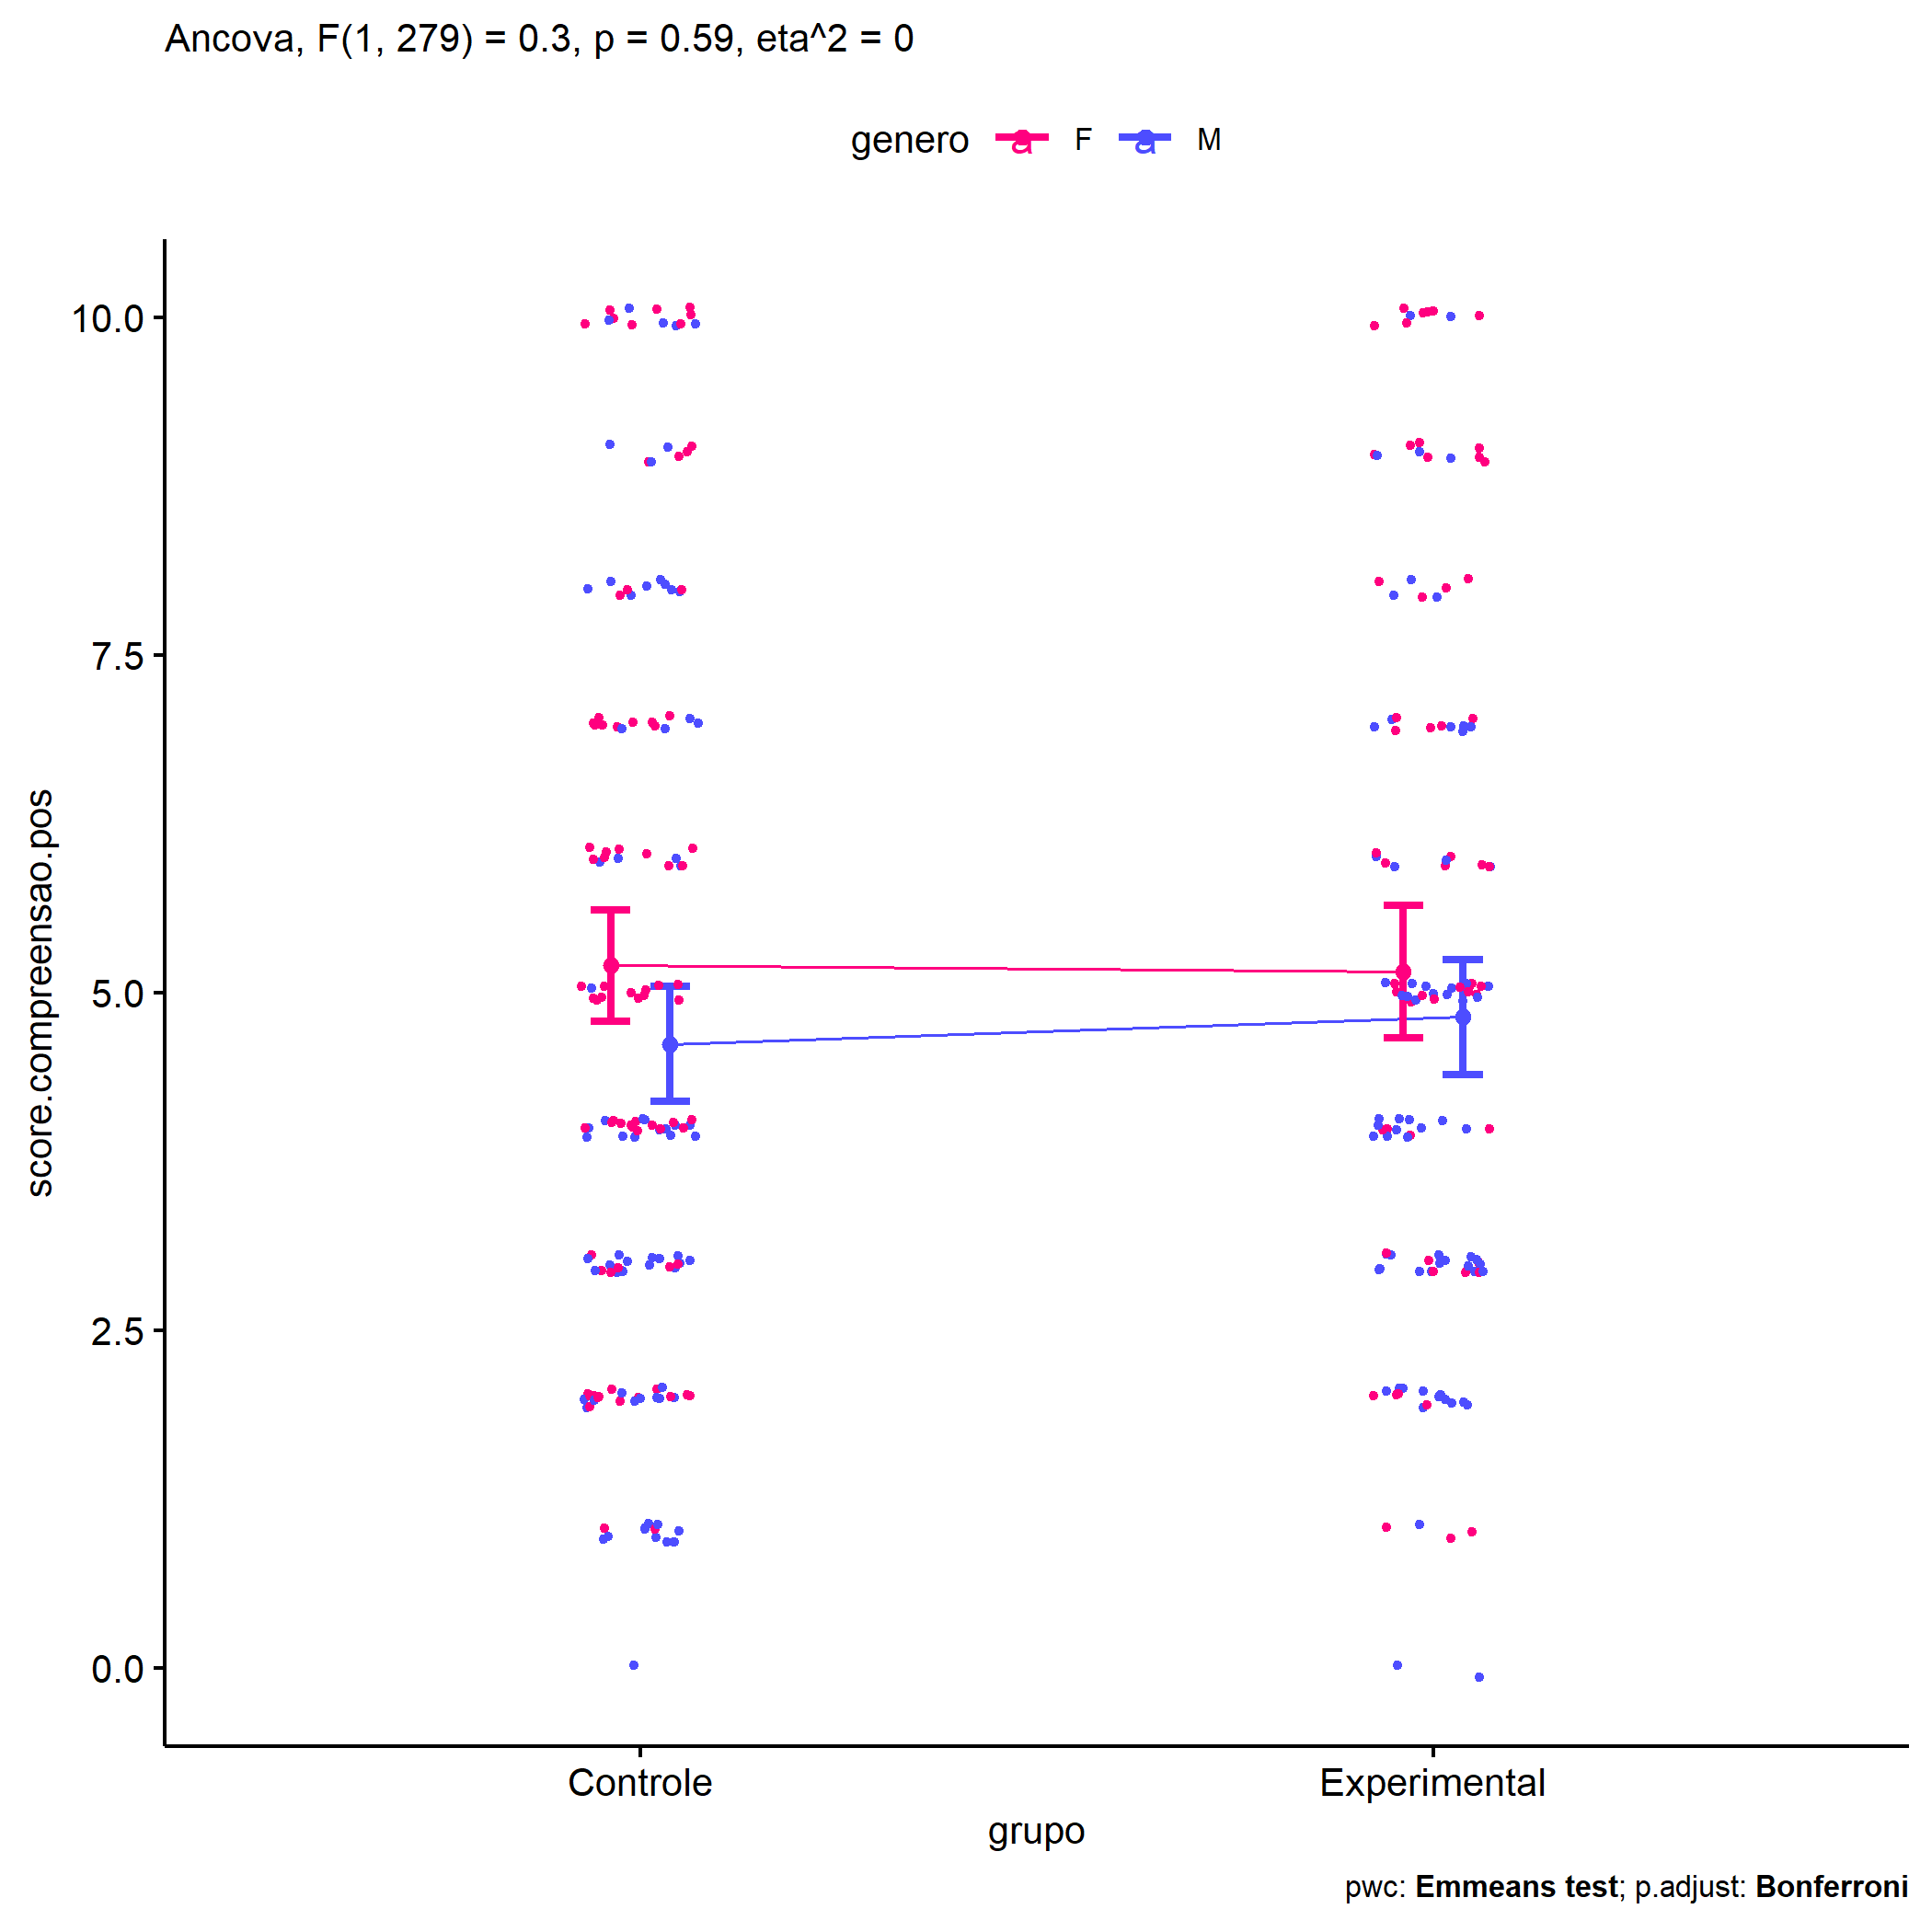 Ancova, F(1, 279) = 0.3, p = 0.59, eta^2 = 0
genero a F a M
10.0
7.5
5.0
2.5
0.0
score.compreensao.pos
Controle Experimental
grupo
pwc: Emmeans test; p.adjust: Bonferroni